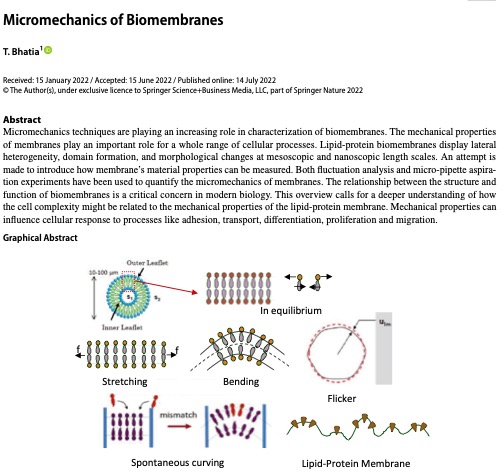 Micromechanics of Biomembranes
T. Bhatia1
Received: 15 January 2022 / Accepted: 15 June 2022 / Published online: 14 July 2022
© The Author(s), under exclusive licence to Springer Science+Business Media, LLC, part of Springer Nature 2022
Abstract
Micromechanics techniques are playing an increasing role in characterization of biomembranes. The mechanical properties
of membranes play an important role for a whole range of cellular processes. Lipid-protein biomembranes display lateral
heterogeneity, domain formation, and morphological changes at mesoscopic and nanoscopic length scales. An attempt is
made to introduce how membrane's material properties can be measured. Both fluctuation analysis and micro-pipette aspira-
tion experiments have been used to quantify the micromechanics of membranes. The relationship between the structure and
function of biomembranes is a critical concern in modern biology. This overview calls for a deeper understanding of how
the cell complexity might be related to the mechanical properties of the lipid-protein membrane. Mechanical properties can
influence cellular response to processes like adhesion, transport, differentiation, proliferation and migration.
Graphical Abstract
Outer Leaflet
10-100 μm
S1
S2
Inner Leaflet
In equilibrium
f
f
Stretching
Bending
Flicker
mismatch
Spontaneous curving
Lipid-Protein Membrane